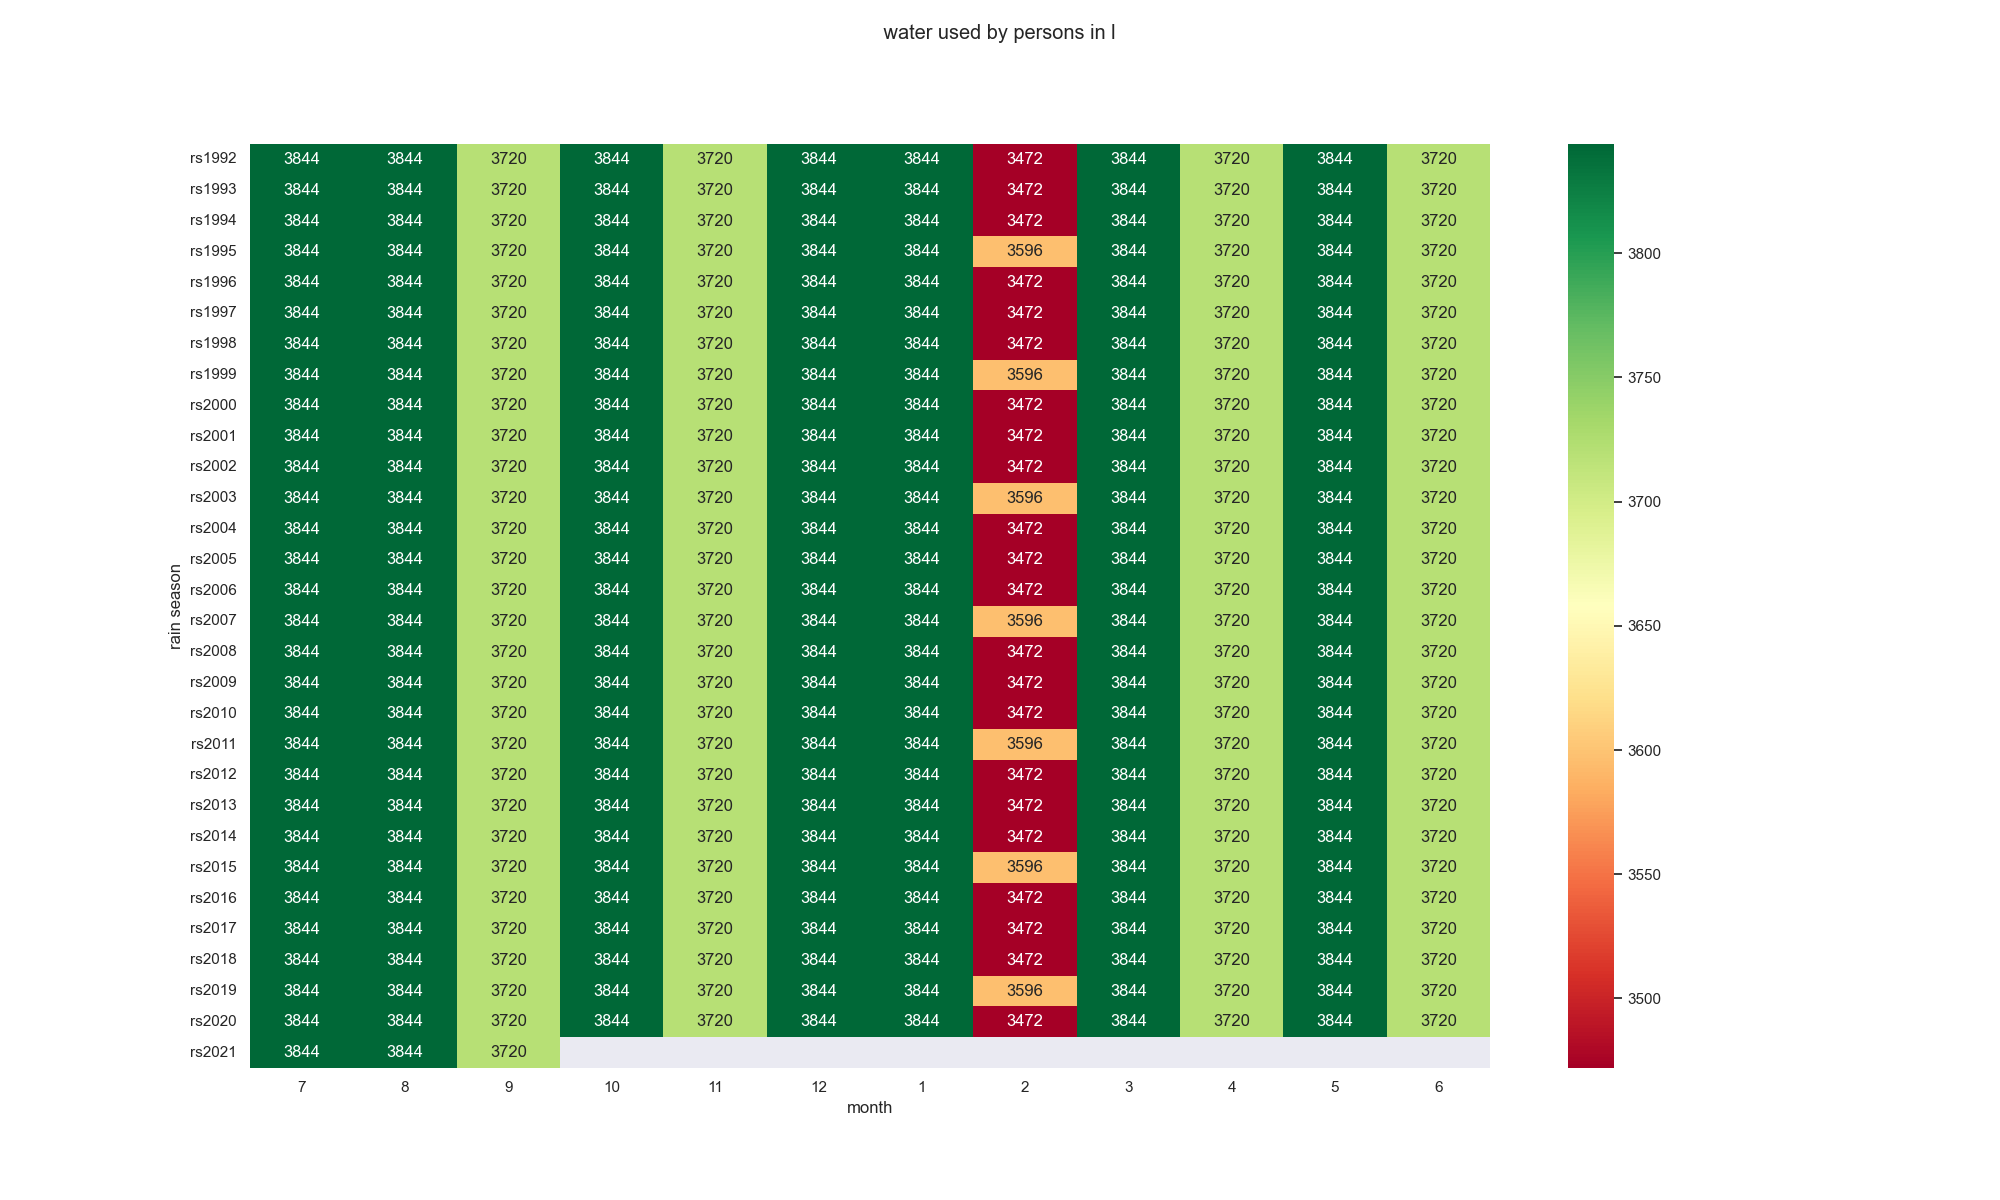 water used by persons in l
rs1992 3844 3844 3720 3844 3720 3844 3844 3472 3844 3720 3844 3720
rs1993 3844 3844 3720 3844 3720 3844 3844 3472 3844 3720 3844 3720
rs1994 3844 3844 3720 3844 3720 3844 3844 3472 3844 3720 3844 3720
rs1995 3844 3844 3720 3844 3720 3844 3844 3596 3844 3720 3844 3720
rs1996 3844 3844 3720 3844 3720 3844 3844 3472 3844 3720 3844 3720
rs1997 3844 3844 3720 3844 3720 3844 3844 3472 3844 3720 3844 3720
rs1998 3844 3844 3720 3844 3720 3844 3844 3472 3844 3720 3844 3720
rs1999 3844 3844 3720 3844 3720 3844 3844 3596 3844 3720 3844 3720
rs2000 3844 3844 3720 3844 3720 3844 3844 3472 3844 3720 3844 3720
rs2001 3844 3844 3720 3844 3720 3844 3844 3472 3844 3720 3844 3720
rs2002 3844 3844 3720 3844 3720 3844 3844 3472 3844 3720 3844 3720
rs2003 3844 3844 3720 3844 3720 3844 3844 3596 3844 3720 3844 3720
rs2004 3844 3844 3720 3844 3720 3844 3844 3472 3844 3720 3844 3720
rs2005 3844 3844 3720 3844 3720 3844 3844 3472 3844 3720 3844 3720
rs2006 3844 3844 3720 3844 3720 3844 3844 3472 3844 3720 3844 3720
rs2007 3844 3844 3720 3844 3720 3844 3844 3596 3844 3720 3844 3720
rs2008 3844 3844 3720 3844 3720 3844 3844 3472 3844 3720 3844 3720
rs2009 3844 3844 3720 3844 3720 3844 3844 3472 3844 3720 3844 3720
rs2010 3844 3844 3720 3844 3720 3844 3844 3472 3844 3720 3844 3720
rs2011 3844 3844 3720 3844 3720 3844 3844 3596 3844 3720 3844 3720
rs2012 3844 3844 3720 3844 3720 3844 3844 3472 3844 3720 3844 3720
rs2013 3844 3844 3720 3844 3720 3844 3844 3472 3844 3720 3844 3720
rs2014 3844 3844 3720 3844 3720 3844 3844 3472 3844 3720 3844 3720
rs2015 3844 3844 3720 3844 3720 3844 3844 3596 3844 3720 3844 3720
rs2016 3844 3844 3720 3844 3720 3844 3844 3472 3844 3720 3844 3720
rs2017 3844 3844 3720 3844 3720 3844 3844 3472 3844 3720 3844 3720
rs2018 3844 3844 3720 3844 3720 3844 3844 3472 3844 3720 3844 3720
rs2019 3844 3844 3720 3844 3720 3844 3844 3596 3844 3720 3844 3720
rs2020 3844 3844 3720 3844 3720 3844 3844 3472 3844 3720 3844 3720
rs2021 3844 3844 3720
7 8 9 10 11 12 1 2 3 4 5 6
month
rain season
3800
3750
3700
3650
3600
3550
3500